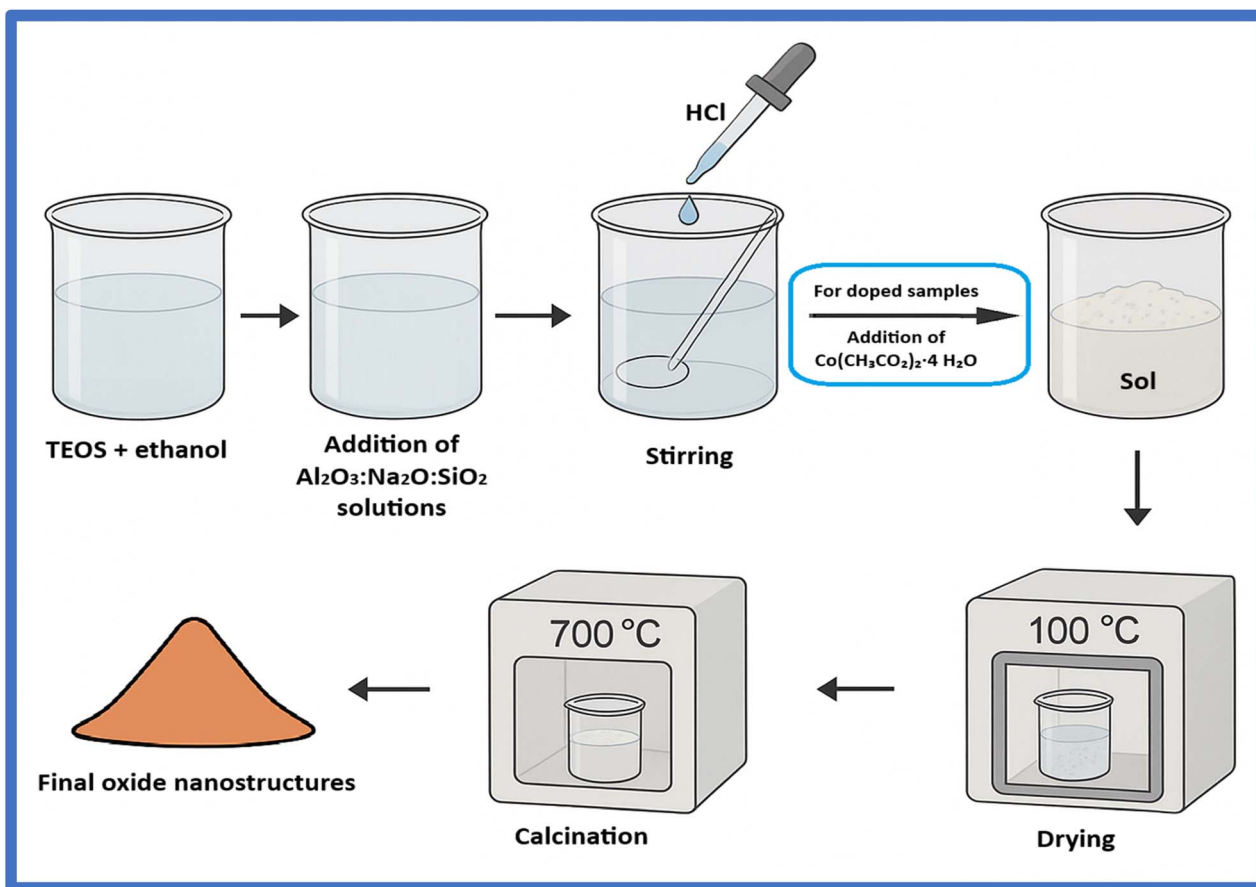 HCl
TEOS + ethanol
Addition of
Al₂O₃:Na₂O:SiO₂
solutions
Stirring
For doped samples
Addition of
Co(CH₃CO₂)₂·4 H₂O
Sol
100 °C
Drying
700 °C
Calcination
Final oxide nanostructures